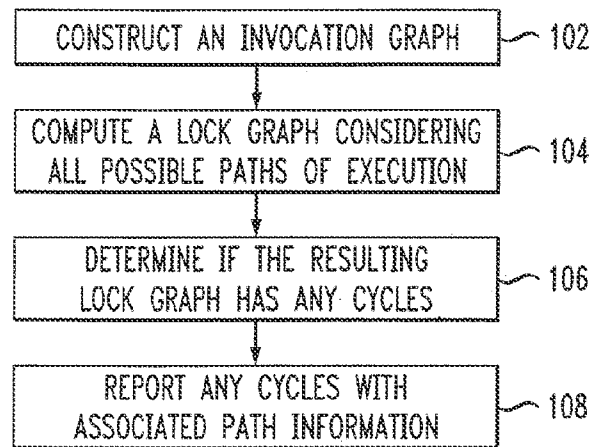 CONSTRUCT AN INVOCATION GRAPH 102
COMPUTE A LOCK GRAPH CONSIDERING
ALL POSSIBLE PATHS OF EXECUTION 104
DETERMINE IF THE RESULTING
LOCK GRAPH HAS ANY CYCLES 106
REPORT ANY CYCLES WITH
ASSOCIATED PATH INFORMATION 108